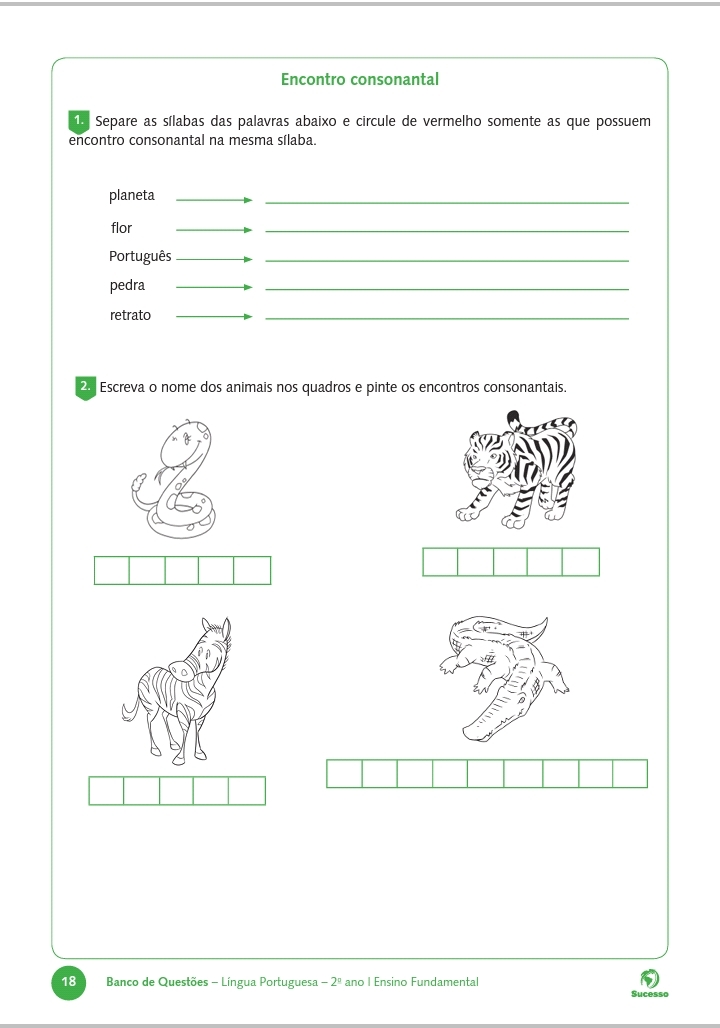 Encontro consonantal
1. Separe as sílabas das palavras abaixo e circule de vermelho somente as que possuem
encontro consonantal na mesma sílaba.
planeta
flor
Português
pedra
retrato
2. Escreva o nome dos animais nos quadros e pinte os encontros consonantais.
18 Banco de Questões – Língua Portuguesa – 2º ano | Ensino Fundamental
Sucesso